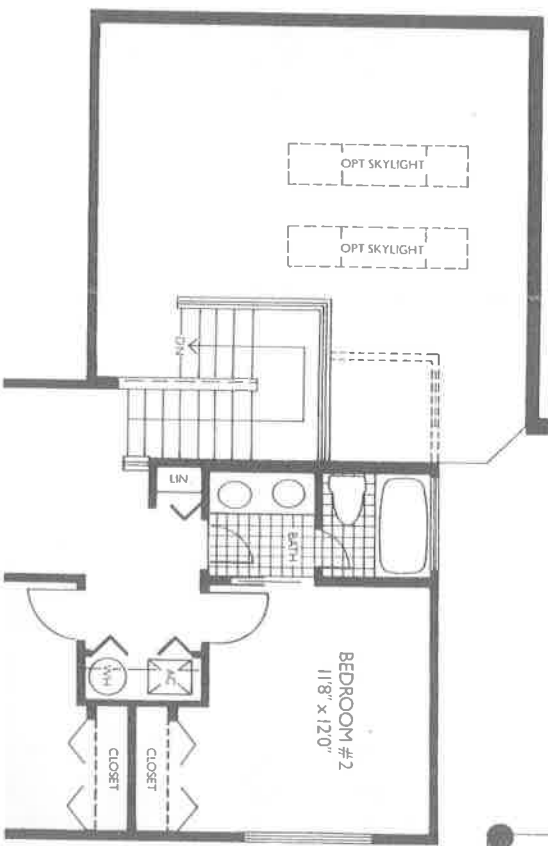 OPT SKYLIGHT
OPT SKYLIGHT
DN
LIN
BATH
BEDROOM #2
11'8" x 12'0"
WH
AC
CLOSET
CLOSET